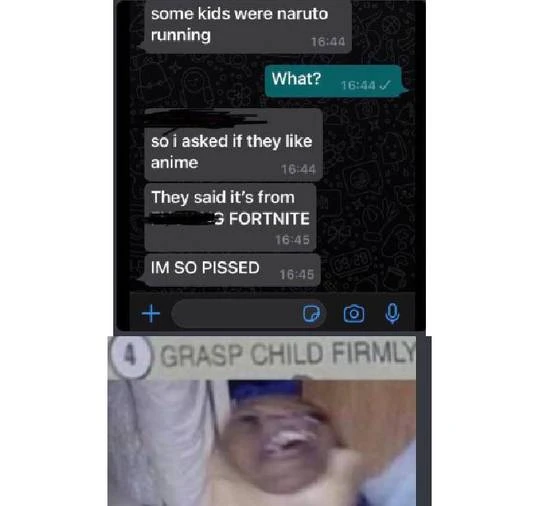 some kids were naruto
running
16:44
What?
16:44
so i asked if they like
anime
16:44
They said it's from
G FORTNITE
16:45
IM SO PISSED
16:45
4 GRASP CHILD FIRMLY